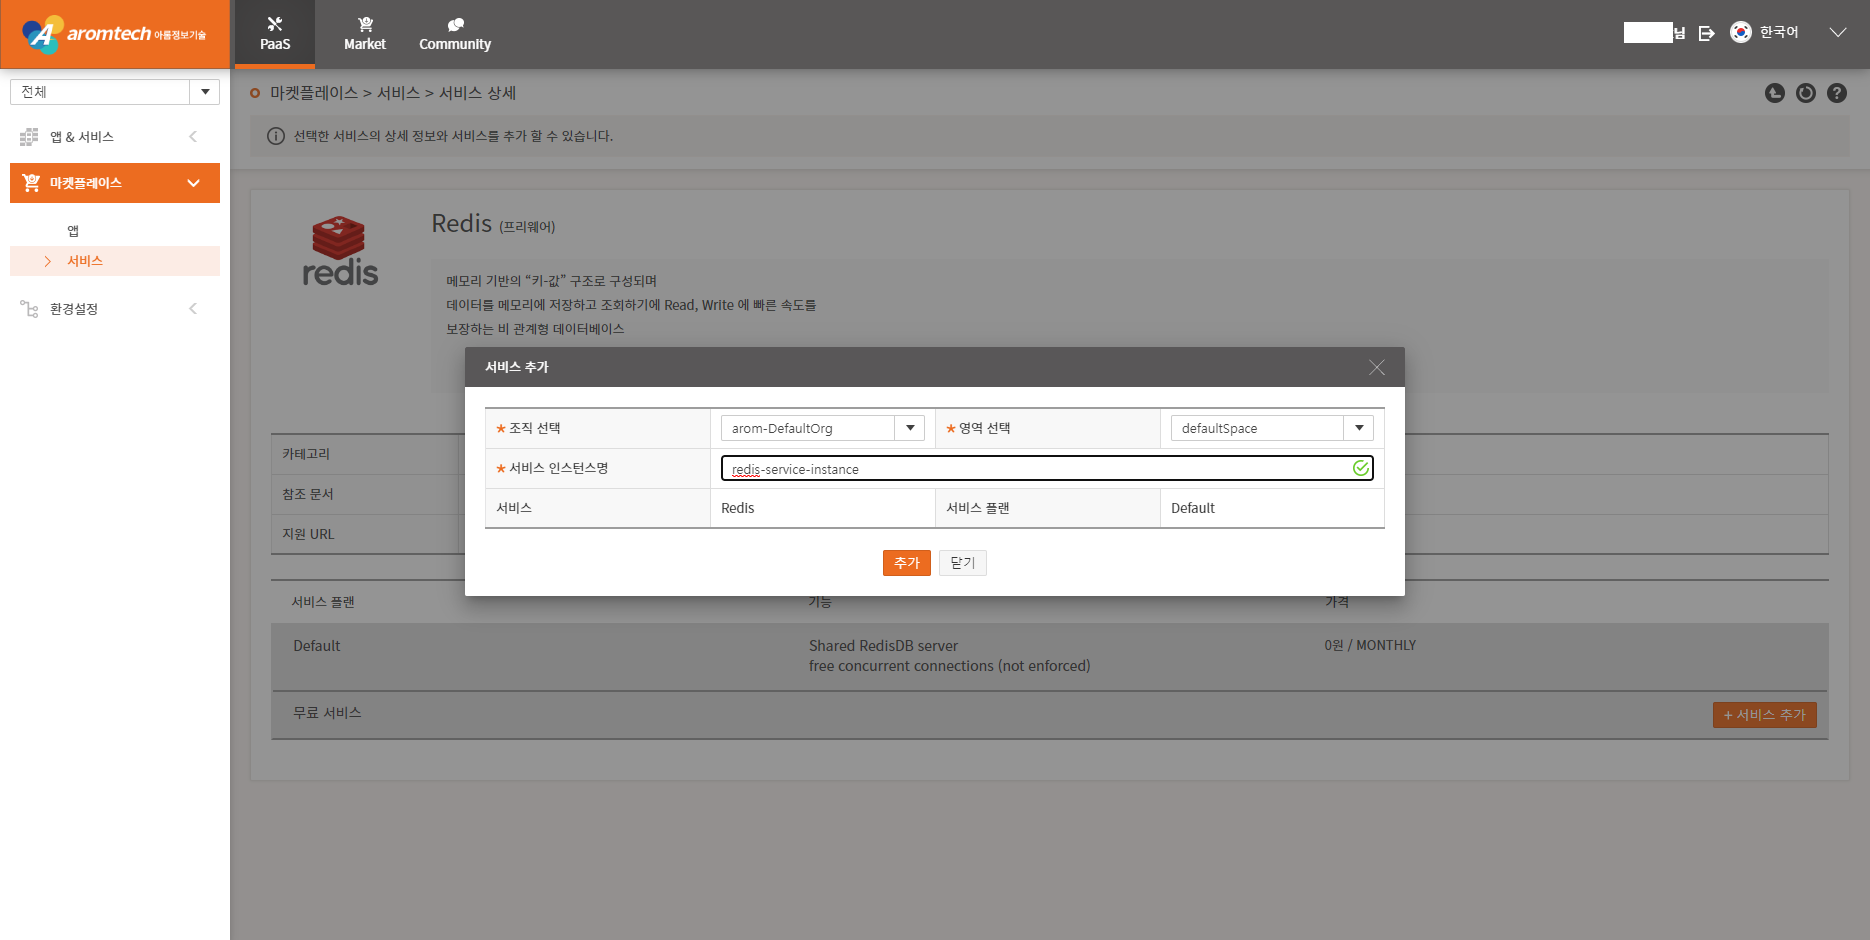 aromtech 아롬정보기술
PaaS
Market
Community
님
한국어
전체
앱 & 서비스
마켓플레이스
앱
서비스
환경설정
마켓플레이스 > 서비스 > 서비스 상세
선택한 서비스의 상세 정보와 서비스를 추가 할 수 있습니다.
redis
Redis (프리웨어)
메모리 기반의 “키-값” 구조로 구성되며
데이터를 메모리에 저장하고 조회하기에 Read, Write 에 빠른 속도를
보장하는 비 관계형 데이터베이스
카테고리
참조 문서
지원 URL
서비스 추가
* 조직 선택
arom-DefaultOrg
* 영역 선택
defaultSpace
* 서비스 인스턴스명
redis-service-instance
서비스
Redis
서비스 플랜
Default
추가
닫기
서비스 플랜
기능
가격
Default
Shared RedisDB server
free concurrent connections (not enforced)
0원 / MONTHLY
무료 서비스
+ 서비스 추가